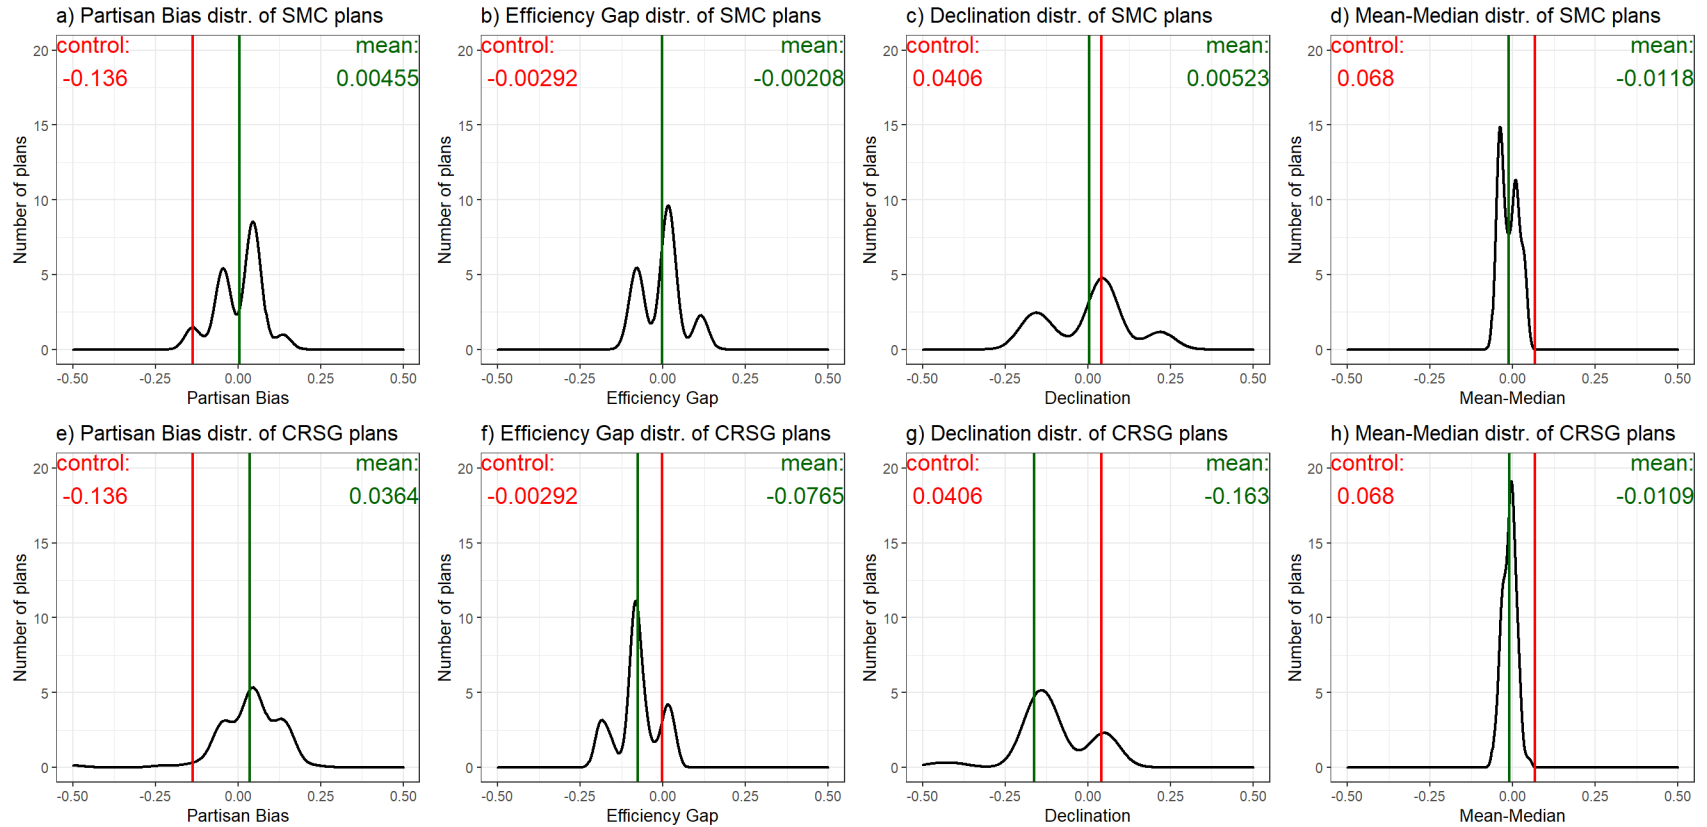 a) Partisan Bias distr. of SMC plans
control: mean:
-0.136 0.00455
20
15
10
5
0
Number of plans
-0.50 -0.25 0.00 0.25 0.50
Partisan Bias
b) Efficiency Gap distr. of SMC plans
control: mean:
-0.00292 -0.00208
20
15
10
5
0
Number of plans
-0.50 -0.25 0.00 0.25 0.50
Efficiency Gap
c) Declination distr. of SMC plans
control: mean:
0.0406 0.00523
20
15
10
5
0
Number of plans
-0.50 -0.25 0.00 0.25 0.50
Declination
d) Mean-Median distr. of SMC plans
control: mean:
0.068 -0.0118
20
15
10
5
0
Number of plans
-0.50 -0.25 0.00 0.25 0.50
Mean-Median
e) Partisan Bias distr. of CRSG plans
control: mean:
-0.136 0.0364
20
15
10
5
0
Number of plans
-0.50 -0.25 0.00 0.25 0.50
Partisan Bias
f) Efficiency Gap distr. of CRSG plans
control: mean:
-0.00292 -0.0765
20
15
10
5
0
Number of plans
-0.50 -0.25 0.00 0.25 0.50
Efficiency Gap
g) Declination distr. of CRSG plans
control: mean:
0.0406 -0.163
20
15
10
5
0
Number of plans
-0.50 -0.25 0.00 0.25 0.50
Declination
h) Mean-Median distr. of CRSG plans
control: mean:
0.068 -0.0109
20
15
10
5
0
Number of plans
-0.50 -0.25 0.00 0.25 0.50
Mean-Median